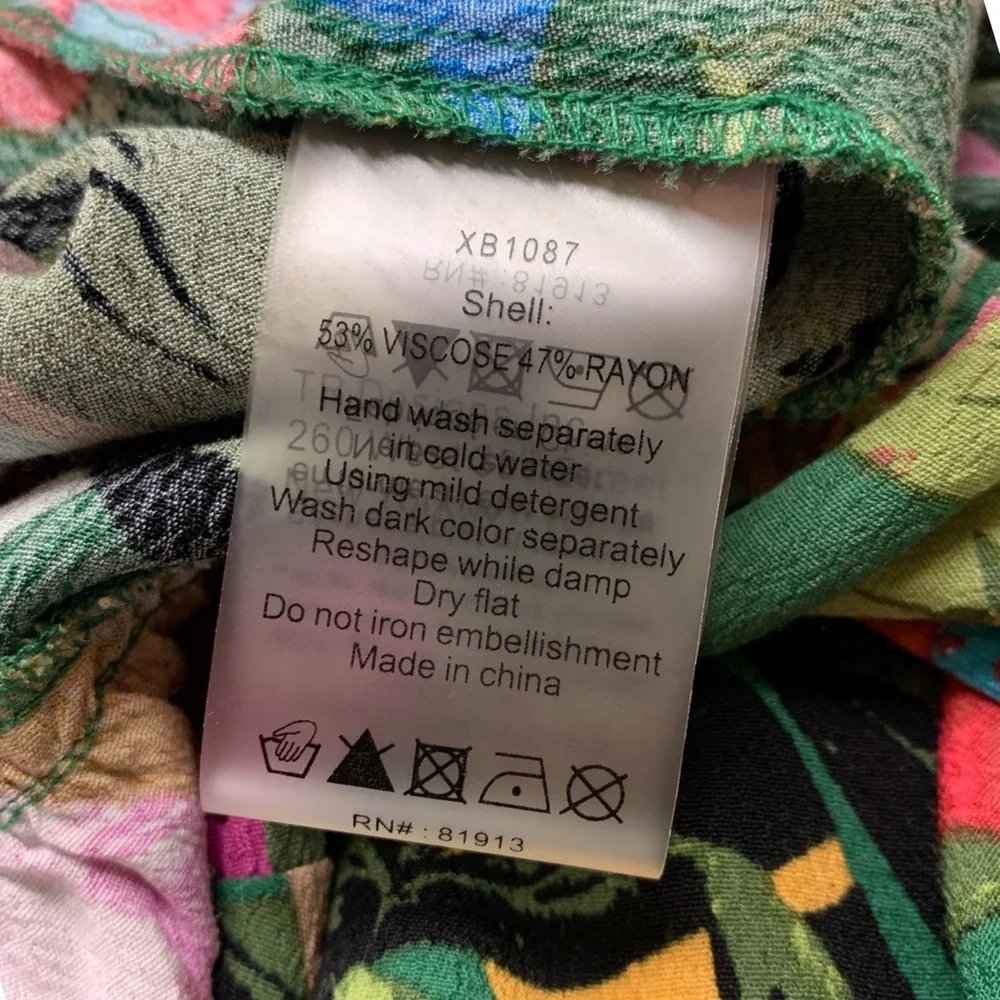 XB1087
Shell:
53% VISCOSE 47% RAYON
Hand wash separately
in cold water
Using mild detergent
Wash dark color separately
Reshape while damp
Dry flat
Do not iron embellishment
Made in china
RN# : 81913